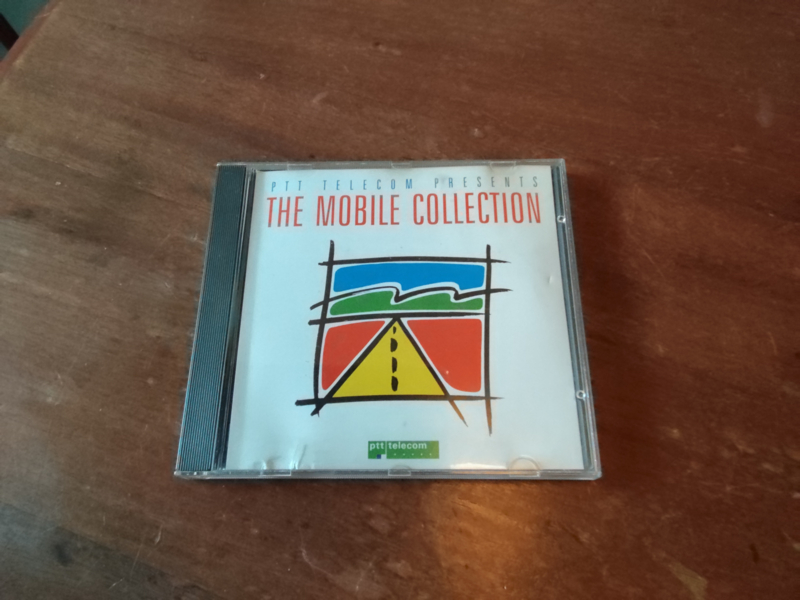 PTT TELECOM PRESENTS
THE MOBILE COLLECTION
ptt telecom